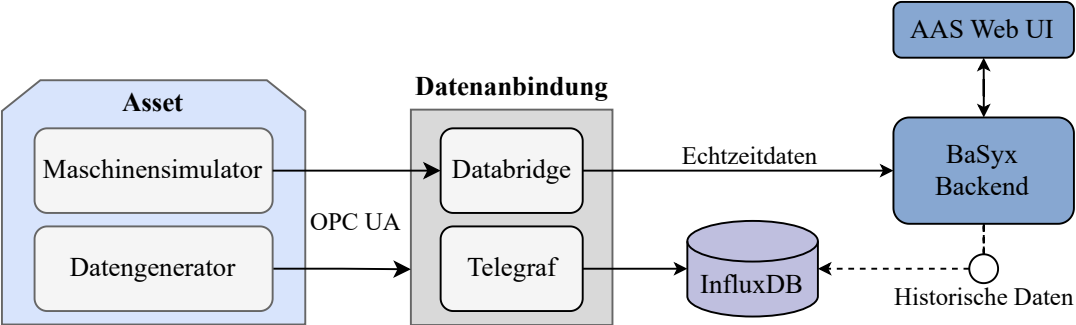 AAS Web UI
Asset
Datenanbindung
Maschinensimulator
Databridge
Echtzeitdaten
BaSyx
Backend
OPC UA
Datengenerator
Telegraf
InfluxDB
Historische Daten